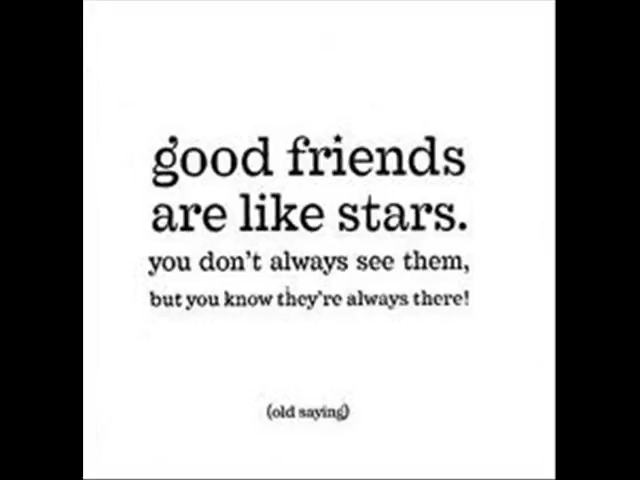 good friends
are like stars.
you don't always see them,
but you know they're always there!
(old saying)